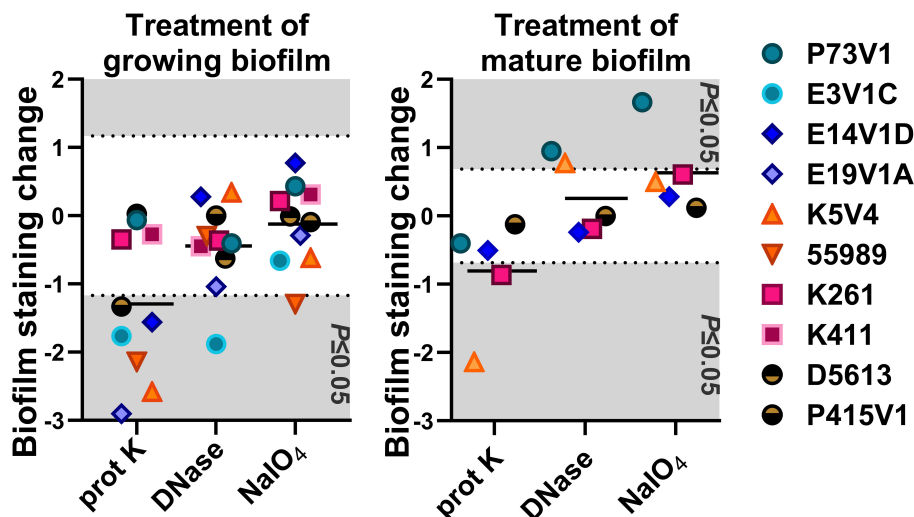 Treatment of
growing biofilm
Biofilm staining change
2
1
0
-1
-2
-3
P≤0.05
prot K
DNase
NaIO₄
Treatment of
mature biofilm
Biofilm staining change
2
1
0
-1
-2
-3
P≤0.05
P≤0.05
prot K
DNase
NaIO₄
P73V1
E3V1C
E14V1D
E19V1A
K5V4
55989
K261
K411
D5613
P415V1